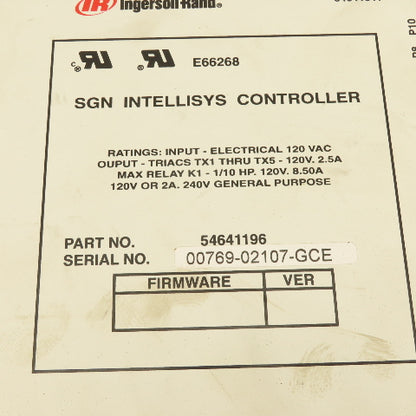 IR Ingersoll-Rand®
P10
E66268
SGN INTELLISYS CONTROLLER
RATINGS: INPUT - ELECTRICAL 120 VAC
OUPUT - TRIACS TX1 THRU TX5 - 120V. 2.5A
MAX RELAY K1 - 1/10 HP. 120V. 8.50A
120V OR 2A. 240V GENERAL PURPOSE
PART NO. 54641196
SERIAL NO. 00769-02107-GCE
FIRMWARE VER